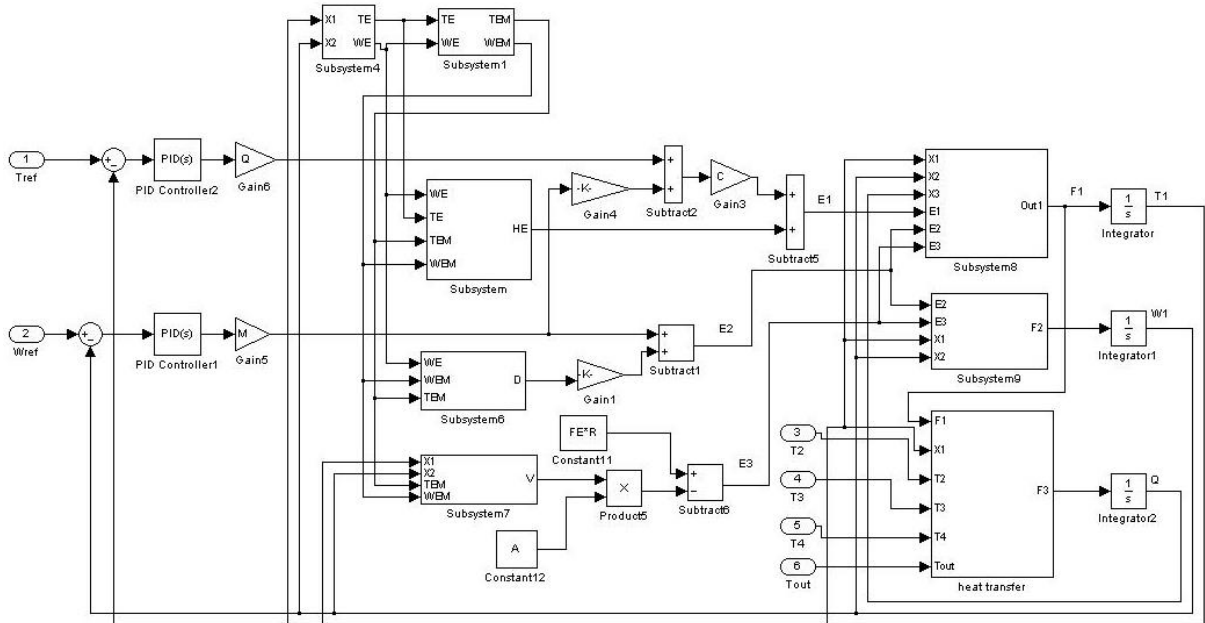 X1 TE
X2 WE
Subsystem4
TE TEM
WE WEM
Subsystem1
1
Tref
+
−
PID(s)
PID Controller2
Q
Gain6
-K-
Gain4
+
+
Subtract2
C
Gain3
+
+
Subtract5
E1
WE
TE
TEM
WEM
HE
Subsystem
X1
X2
X3
E1
E2
E3
Out1
Subsystem8
F1
1
s
Integrator
T1
2
Wref
+
−
PID(s)
PID Controller1
M
Gain5
+
+
Subtract1
E2
E2
E3
X1
X2
F2
Subsystem9
1
s
Integrator1
W1
WE
WEM
TEM
D
Subsystem6
-K-
Gain1
FE*R
Constant11
X1
X2
TEM
WEM
V
Subsystem7
×
Product5
+
−
Subtract6
E3
A
Constant12
3
T2
4
T3
5
T4
6
Tout
F1
X1
T2
T3
T4
Tout
F3
heat transfer
1
s
Integrator2
Q